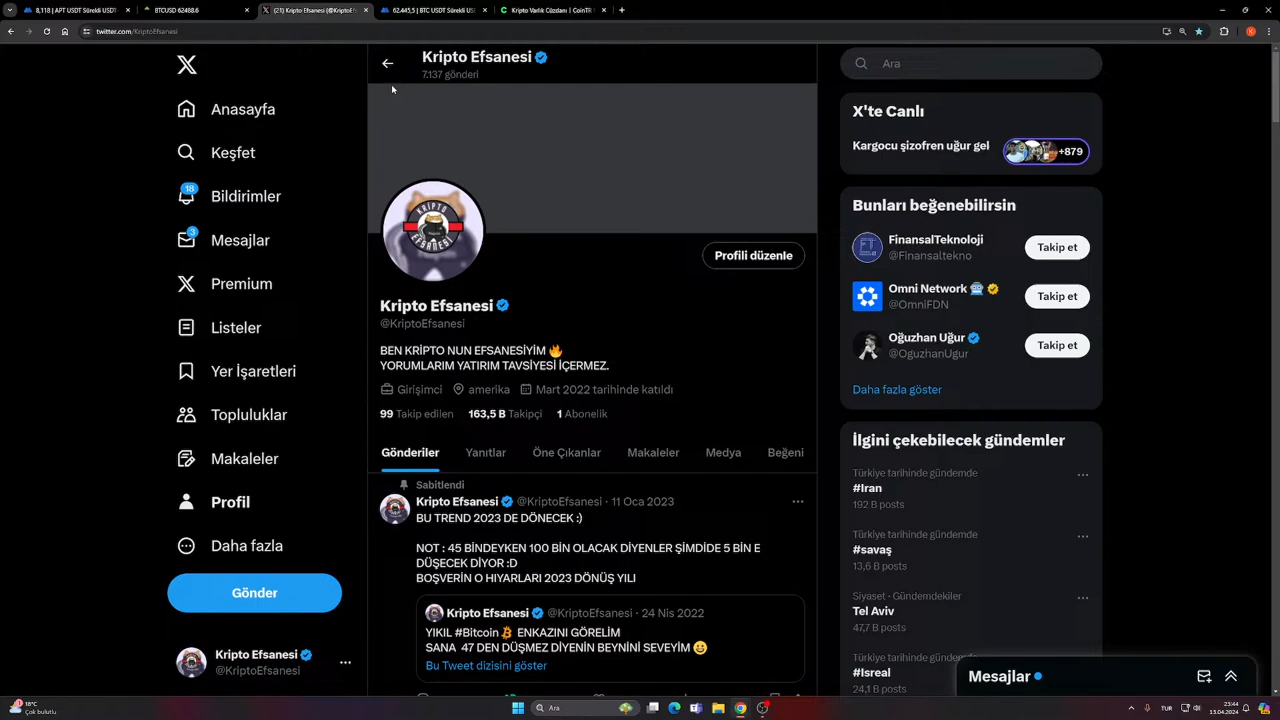 8,118 | APT USDT Sürekli USDT
BTCUSD 62488.6
(21) Kripto Efsanesi (@KriptoEfs
62.445,5 | BTC USDT Sürekli USD
Kripto Varlık Cüzdanı | CoinTR
twitter.com/KriptoEfsanesi
Anasayfa
Keşfet
18
Bildirimler
3
Mesajlar
Premium
Listeler
Yer İşaretleri
Topluluklar
Makaleler
Profil
Daha fazla
Gönder
Kripto Efsanesi
@KriptoEfsanesi
Kripto Efsanesi
7.137 gönderi
KRİPTO
EFSANESİ
Profili düzenle
Kripto Efsanesi
@KriptoEfsanesi
BEN KRİPTO NUN EFSANESİYİM 🔥
YORUMLARIM YATIRIM TAVSİYESİ İÇERMEZ.
Girişimci amerika Mart 2022 tarihinde katıldı
99 Takip edilen 163,5 B Takipçi 1 Abonelik
Gönderiler Yanıtlar Öne Çıkanlar Makaleler Medya Beğeni
Sabitlendi
Kripto Efsanesi @KriptoEfsanesi · 11 Oca 2023
BU TREND 2023 DE DÖNECEK :)
NOT : 45 BİNDEYKEN 100 BİN OLACAK DİYENLER ŞİMDİDE 5 BİN E
DÜŞECEK DİYOR :D
BOŞVERİN O HIYARLARI 2023 DÖNÜŞ YILI
Kripto Efsanesi @KriptoEfsanesi · 24 Nis 2022
YIKIL #Bitcoin ENKAZINI GÖRELİM
SANA 47 DEN DÜŞMEZ DİYENİN BEYNİNİ SEVEYİM 😀
Bu Tweet dizisini göster
Ara
X'te Canlı
Kargocu şizofren uğur gel
+879
Bunları beğenebilirsin
FinansalTeknoloji
@Finansaltekno
Takip et
Omni Network
@OmniFDN
Takip et
Oğuzhan Uğur
@OguzhanUgur
Takip et
Daha fazla göster
İlgini çekebilecek gündemler
Türkiye tarihinde gündemde
#Iran
192 B posts
Türkiye tarihinde gündemde
#savaş
13,6 B posts
Siyaset · Gündemdekiler
Tel Aviv
47,7 B posts
Türkiye tarihinde gündemde
#Isreal
24,1 B posts
Mesajlar
18°C
Çok bulutlu
Ara
TUR
23:44
13.04.2024